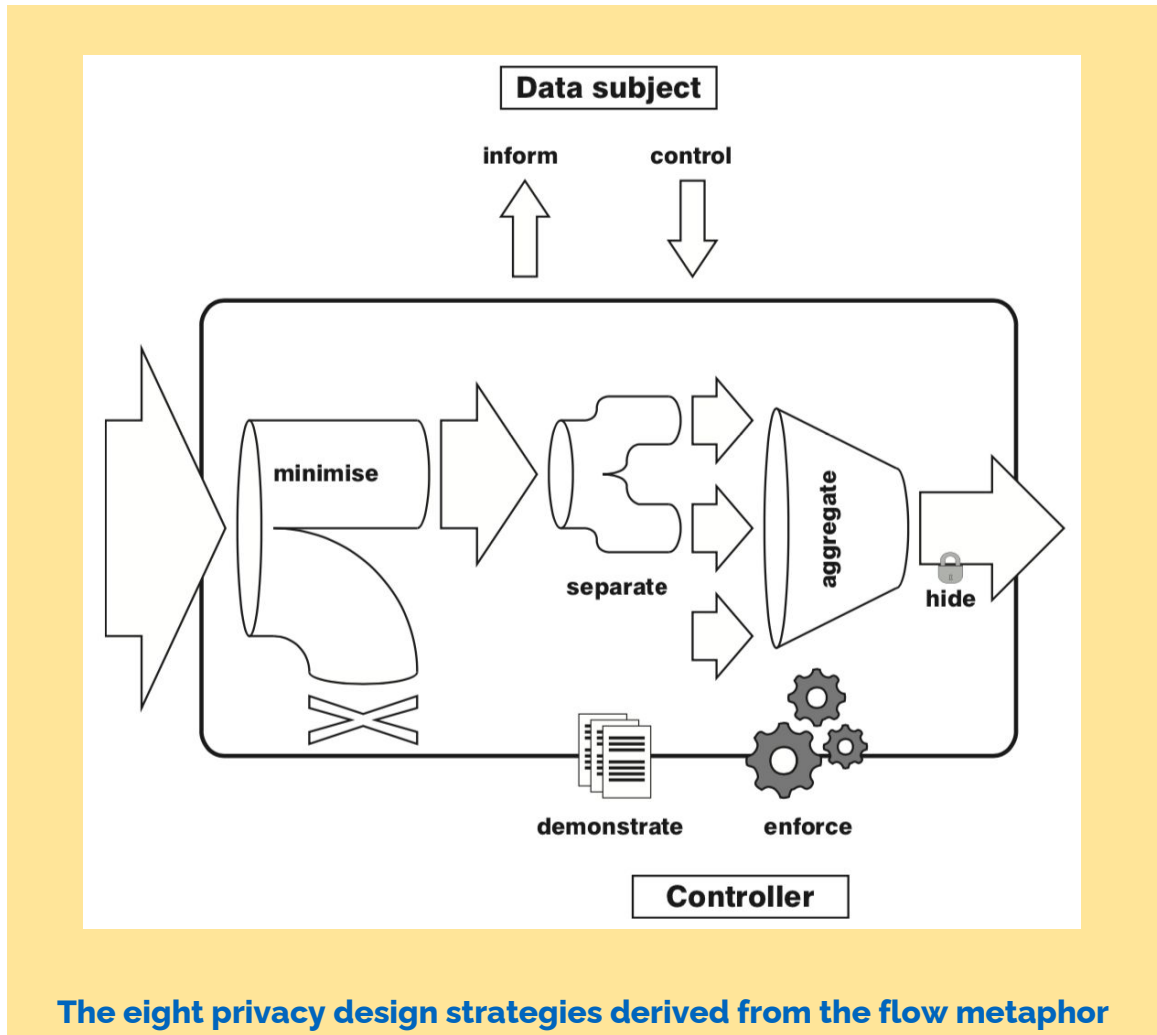 Data subject
inform control
minimise
separate
aggregate
hide
demonstrate enforce
Controller
The eight privacy design strategies derived from the flow metaphor